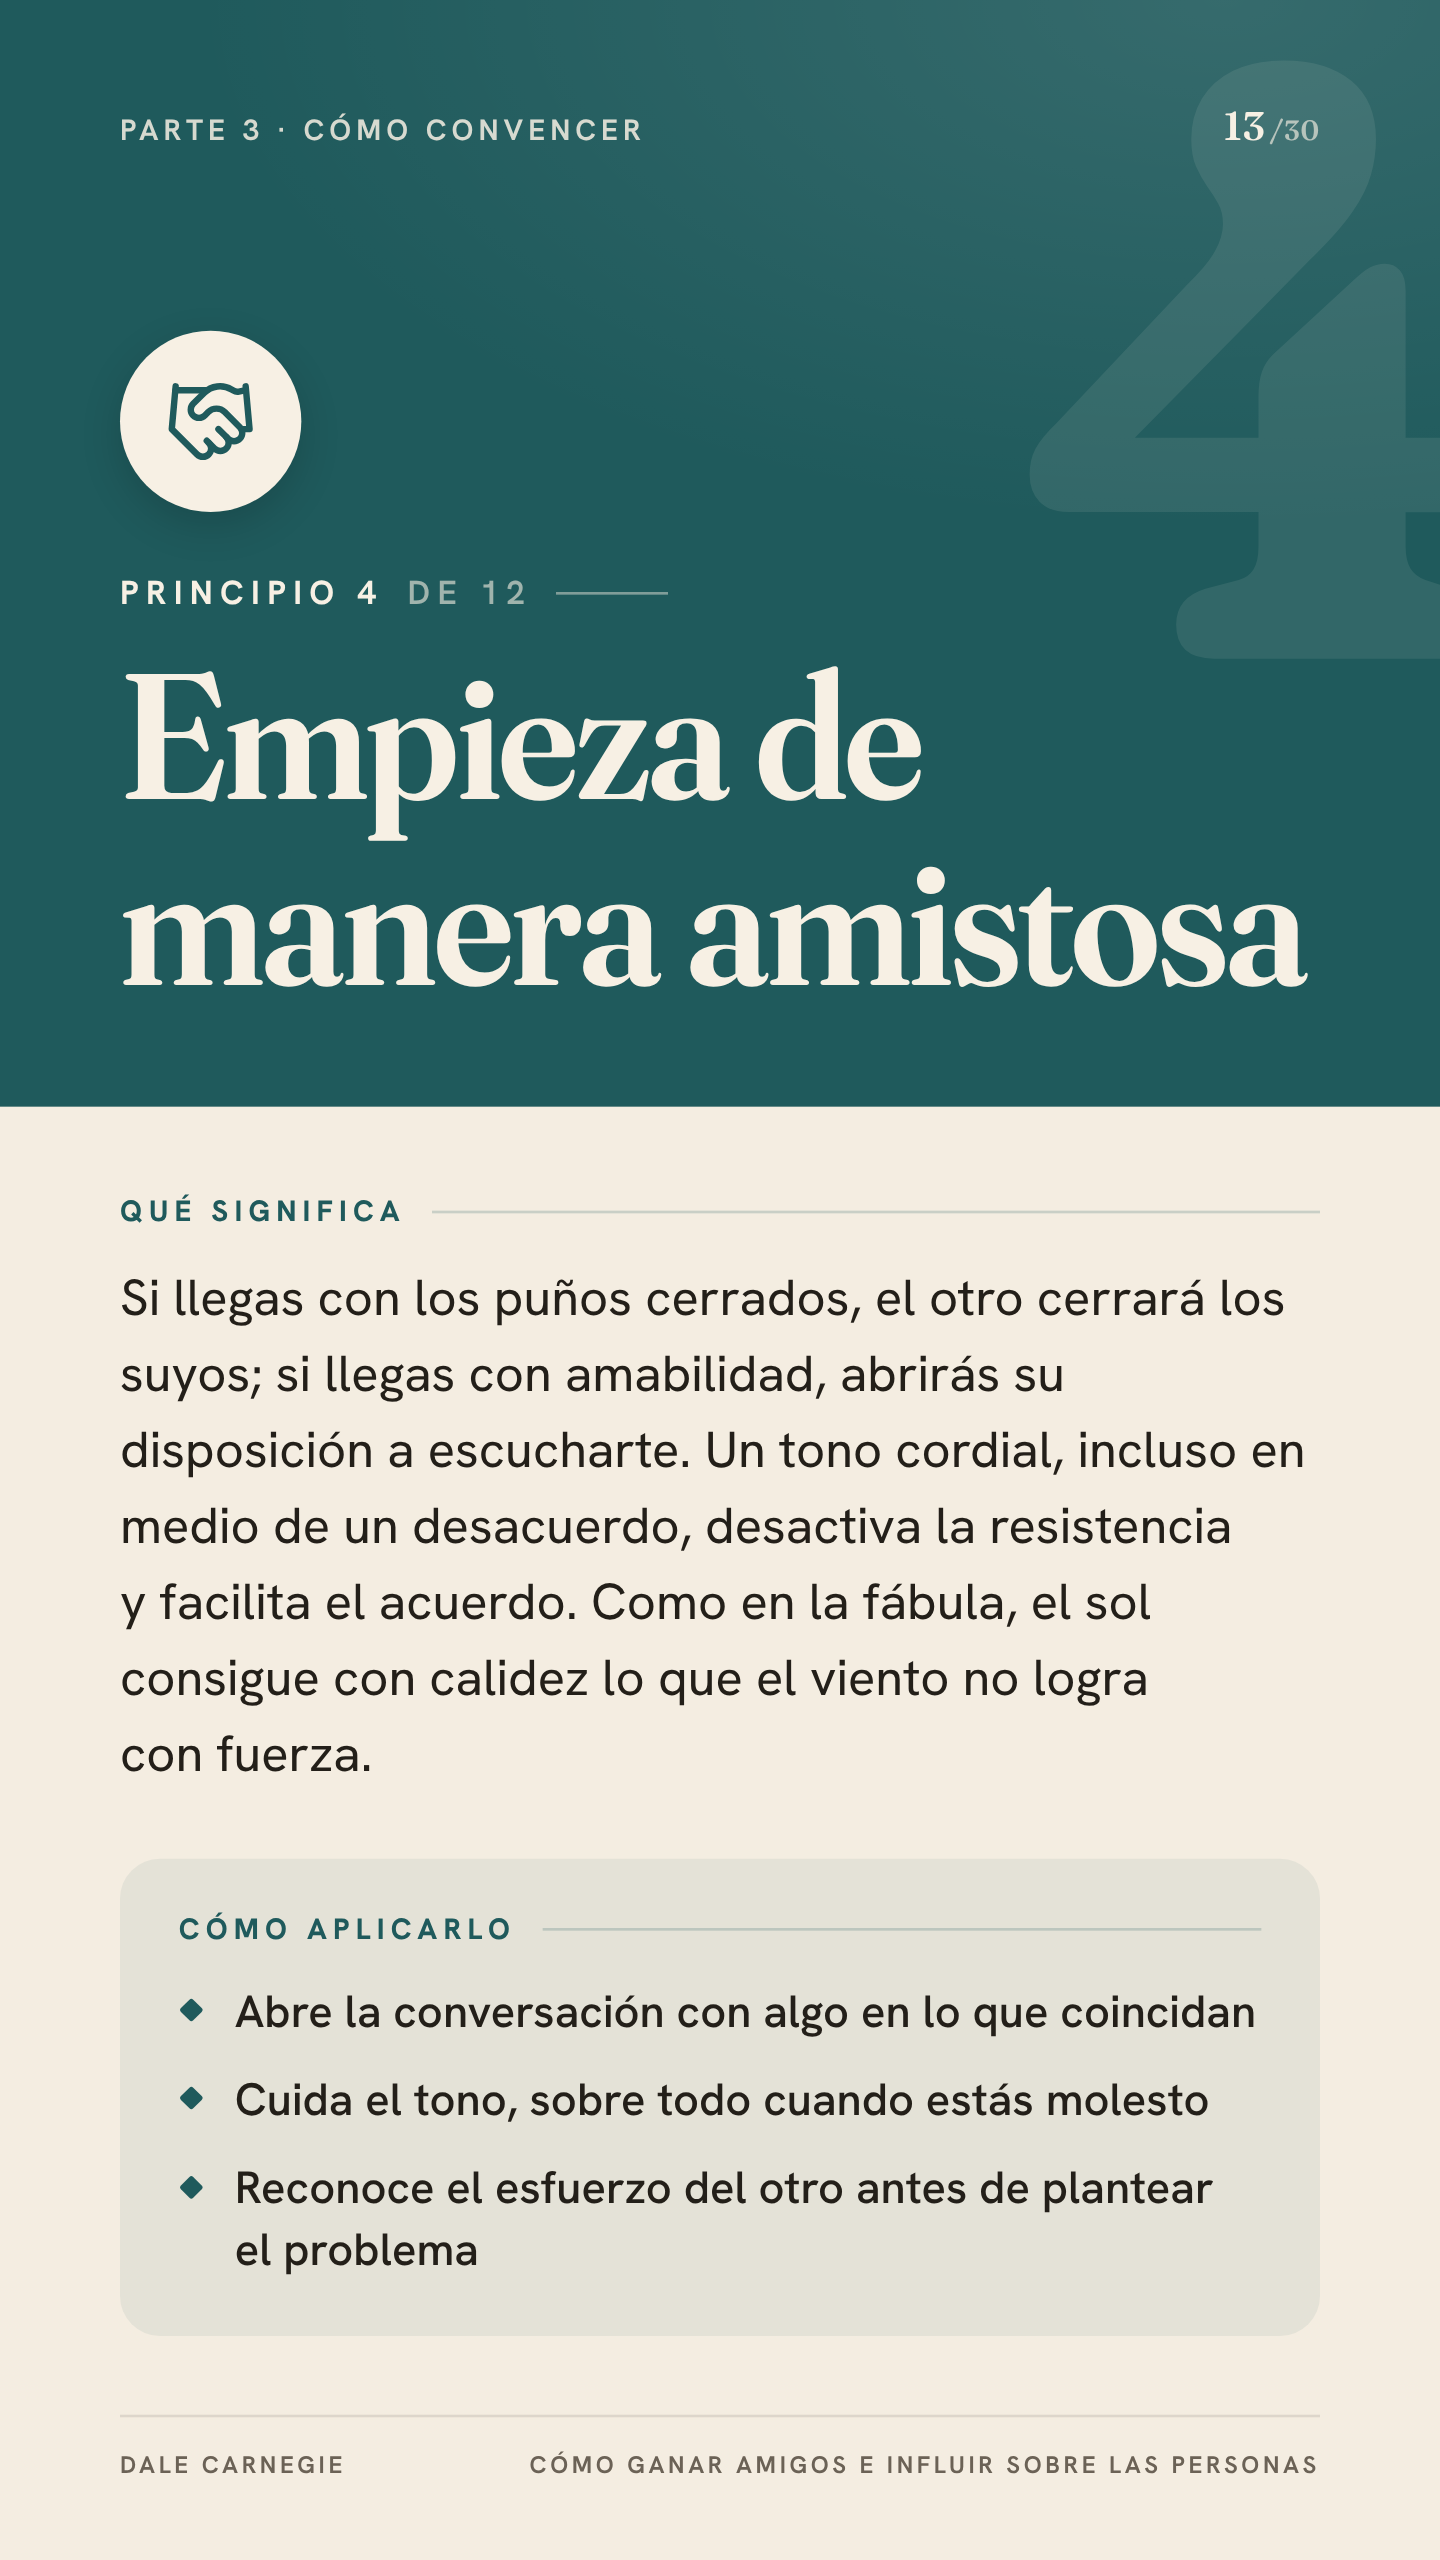 PARTE 3 · CÓMO CONVENCER
13/30
4
PRINCIPIO 4 DE 12
Empieza de
manera amistosa
QUÉ SIGNIFICA
Si llegas con los puños cerrados, el otro cerrará los
suyos; si llegas con amabilidad, abrirás su
disposición a escucharte. Un tono cordial, incluso en
medio de un desacuerdo, desactiva la resistencia
y facilita el acuerdo. Como en la fábula, el sol
consigue con calidez lo que el viento no logra
con fuerza.
CÓMO APLICARLO
◆ Abre la conversación con algo en lo que coincidan
◆ Cuida el tono, sobre todo cuando estás molesto
◆ Reconoce el esfuerzo del otro antes de plantear
el problema
DALE CARNEGIE
CÓMO GANAR AMIGOS E INFLUIR SOBRE LAS PERSONAS